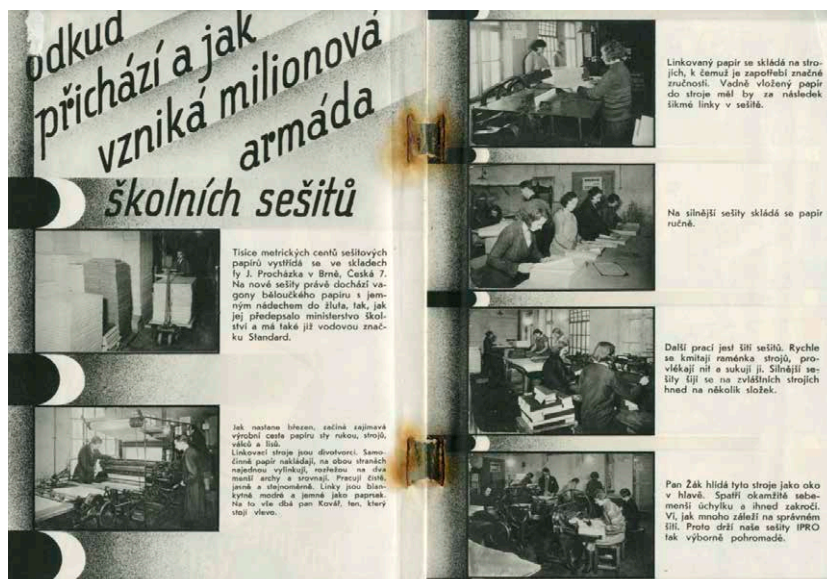 odkud
přichází a jak
vzniká milionová
armáda
školních sešitů
Tisíce metrických centů sešitových
papírů vystřídá se ve skladech
fy J. Procházka v Brně, Česká 7.
Na nové sešity právě dochází va-
gony běloučkého papíru s jem-
ným nádechem do žluta, tak, jak
jej předepsalo ministerstvo škol-
ství a má také již vodovou znač-
ku Standard.
Jak nastane březen, začíná zajímavá
výrobní cesta papíru sty rukou, strojů,
válců a lisů.
Linkovací stroje jsou divotvorci. Samo-
činně papír nakládají, na obou stranách
najednou vylinkují, rozřežou na dva
menší archy a srovnají. Pracují čistě,
jasně a stejnoměrně. Linky jsou blan-
kytně modré a jemné jako paprsek.
Na to vše dbá pan Kovář, ten, který
stojí vlevo.
Linkovaný papír se skládá na stro-
jích, k čemuž je zapotřebí značné
zručnosti. Vadně vložený papír
do stroje měl by za následek
šikmé linky v sešitě.
Na silnější sešity skládá se papír
ručně.
Další prací jest šití sešitů. Rychle
se kmitají raménka strojů, pro-
vlékají nit a sukují ji. Silnější se-
šity šijí se na zvláštních strojích
hned na několik složek.
Pan Žák hlídá tyto stroje jako oko
v hlavě. Spatří okamžitě sebe-
menší úchylku a ihned zakročí.
Ví, jak mnoho záleží na správném
šití. Proto drží naše sešity IPRO
tak výborně pohromadě.